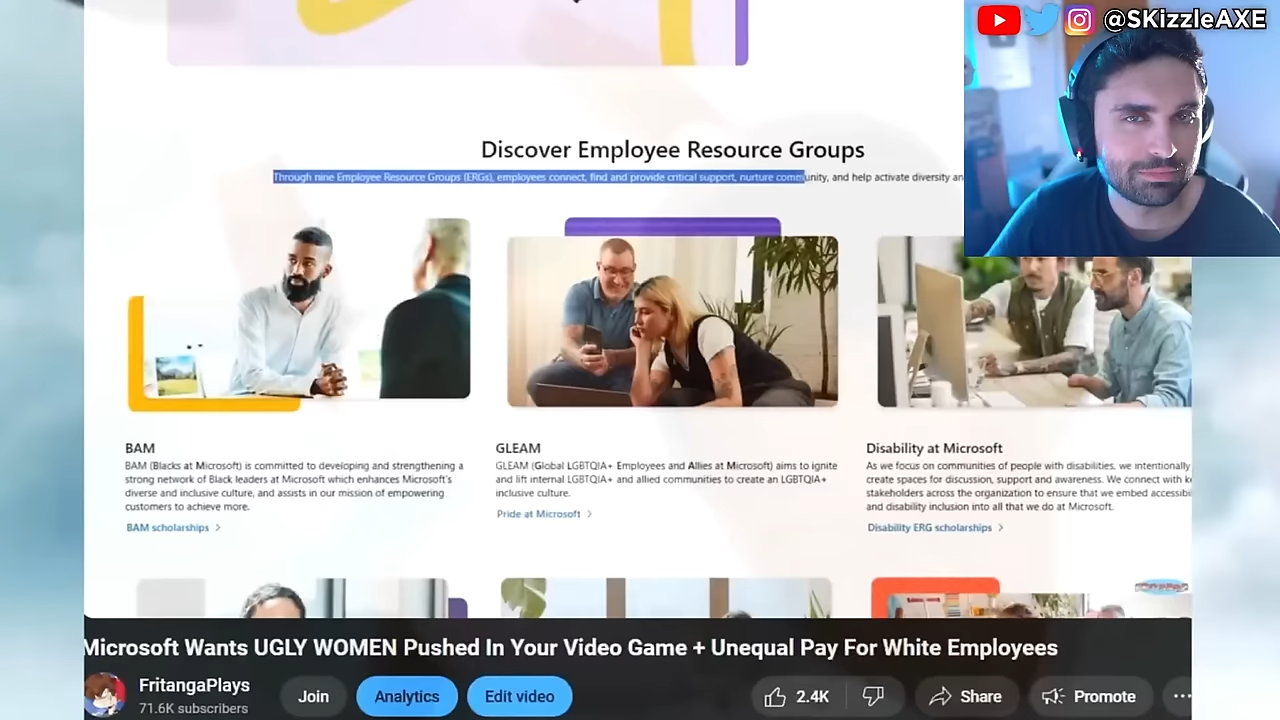 @SKizzleAXE
Discover Employee Resource Groups
Through nine Employee Resource Groups (ERGs), employees connect, find and provide critical support, nurture community, and help activate diversity an
BAM
BAM (Blacks at Microsoft) is committed to developing and strengthening a
strong network of Black leaders at Microsoft which enhances Microsoft's
diverse and inclusive culture, and assists in our mission of empowering
customers to achieve more.
BAM scholarships >
GLEAM
GLEAM (Global LGBTQIA+ Employees and Allies at Microsoft) aims to ignite
and lift internal LGBTQIA+ and allied communities to create an LGBTQIA+
inclusive culture.
Pride at Microsoft >
Disability at Microsoft
As we focus on communities of people with disabilities, we intentionally
create spaces for discussion, support and awareness. We connect with k
stakeholders across the organization to ensure that we embed accessibi
and disability inclusion into all that we do at Microsoft.
Disability ERG scholarships >
Microsoft Wants UGLY WOMEN Pushed In Your Video Game + Unequal Pay For White Employees
FritangaPlays
71.6K subscribers
Join
Analytics
Edit video
2.4K
Share
Promote